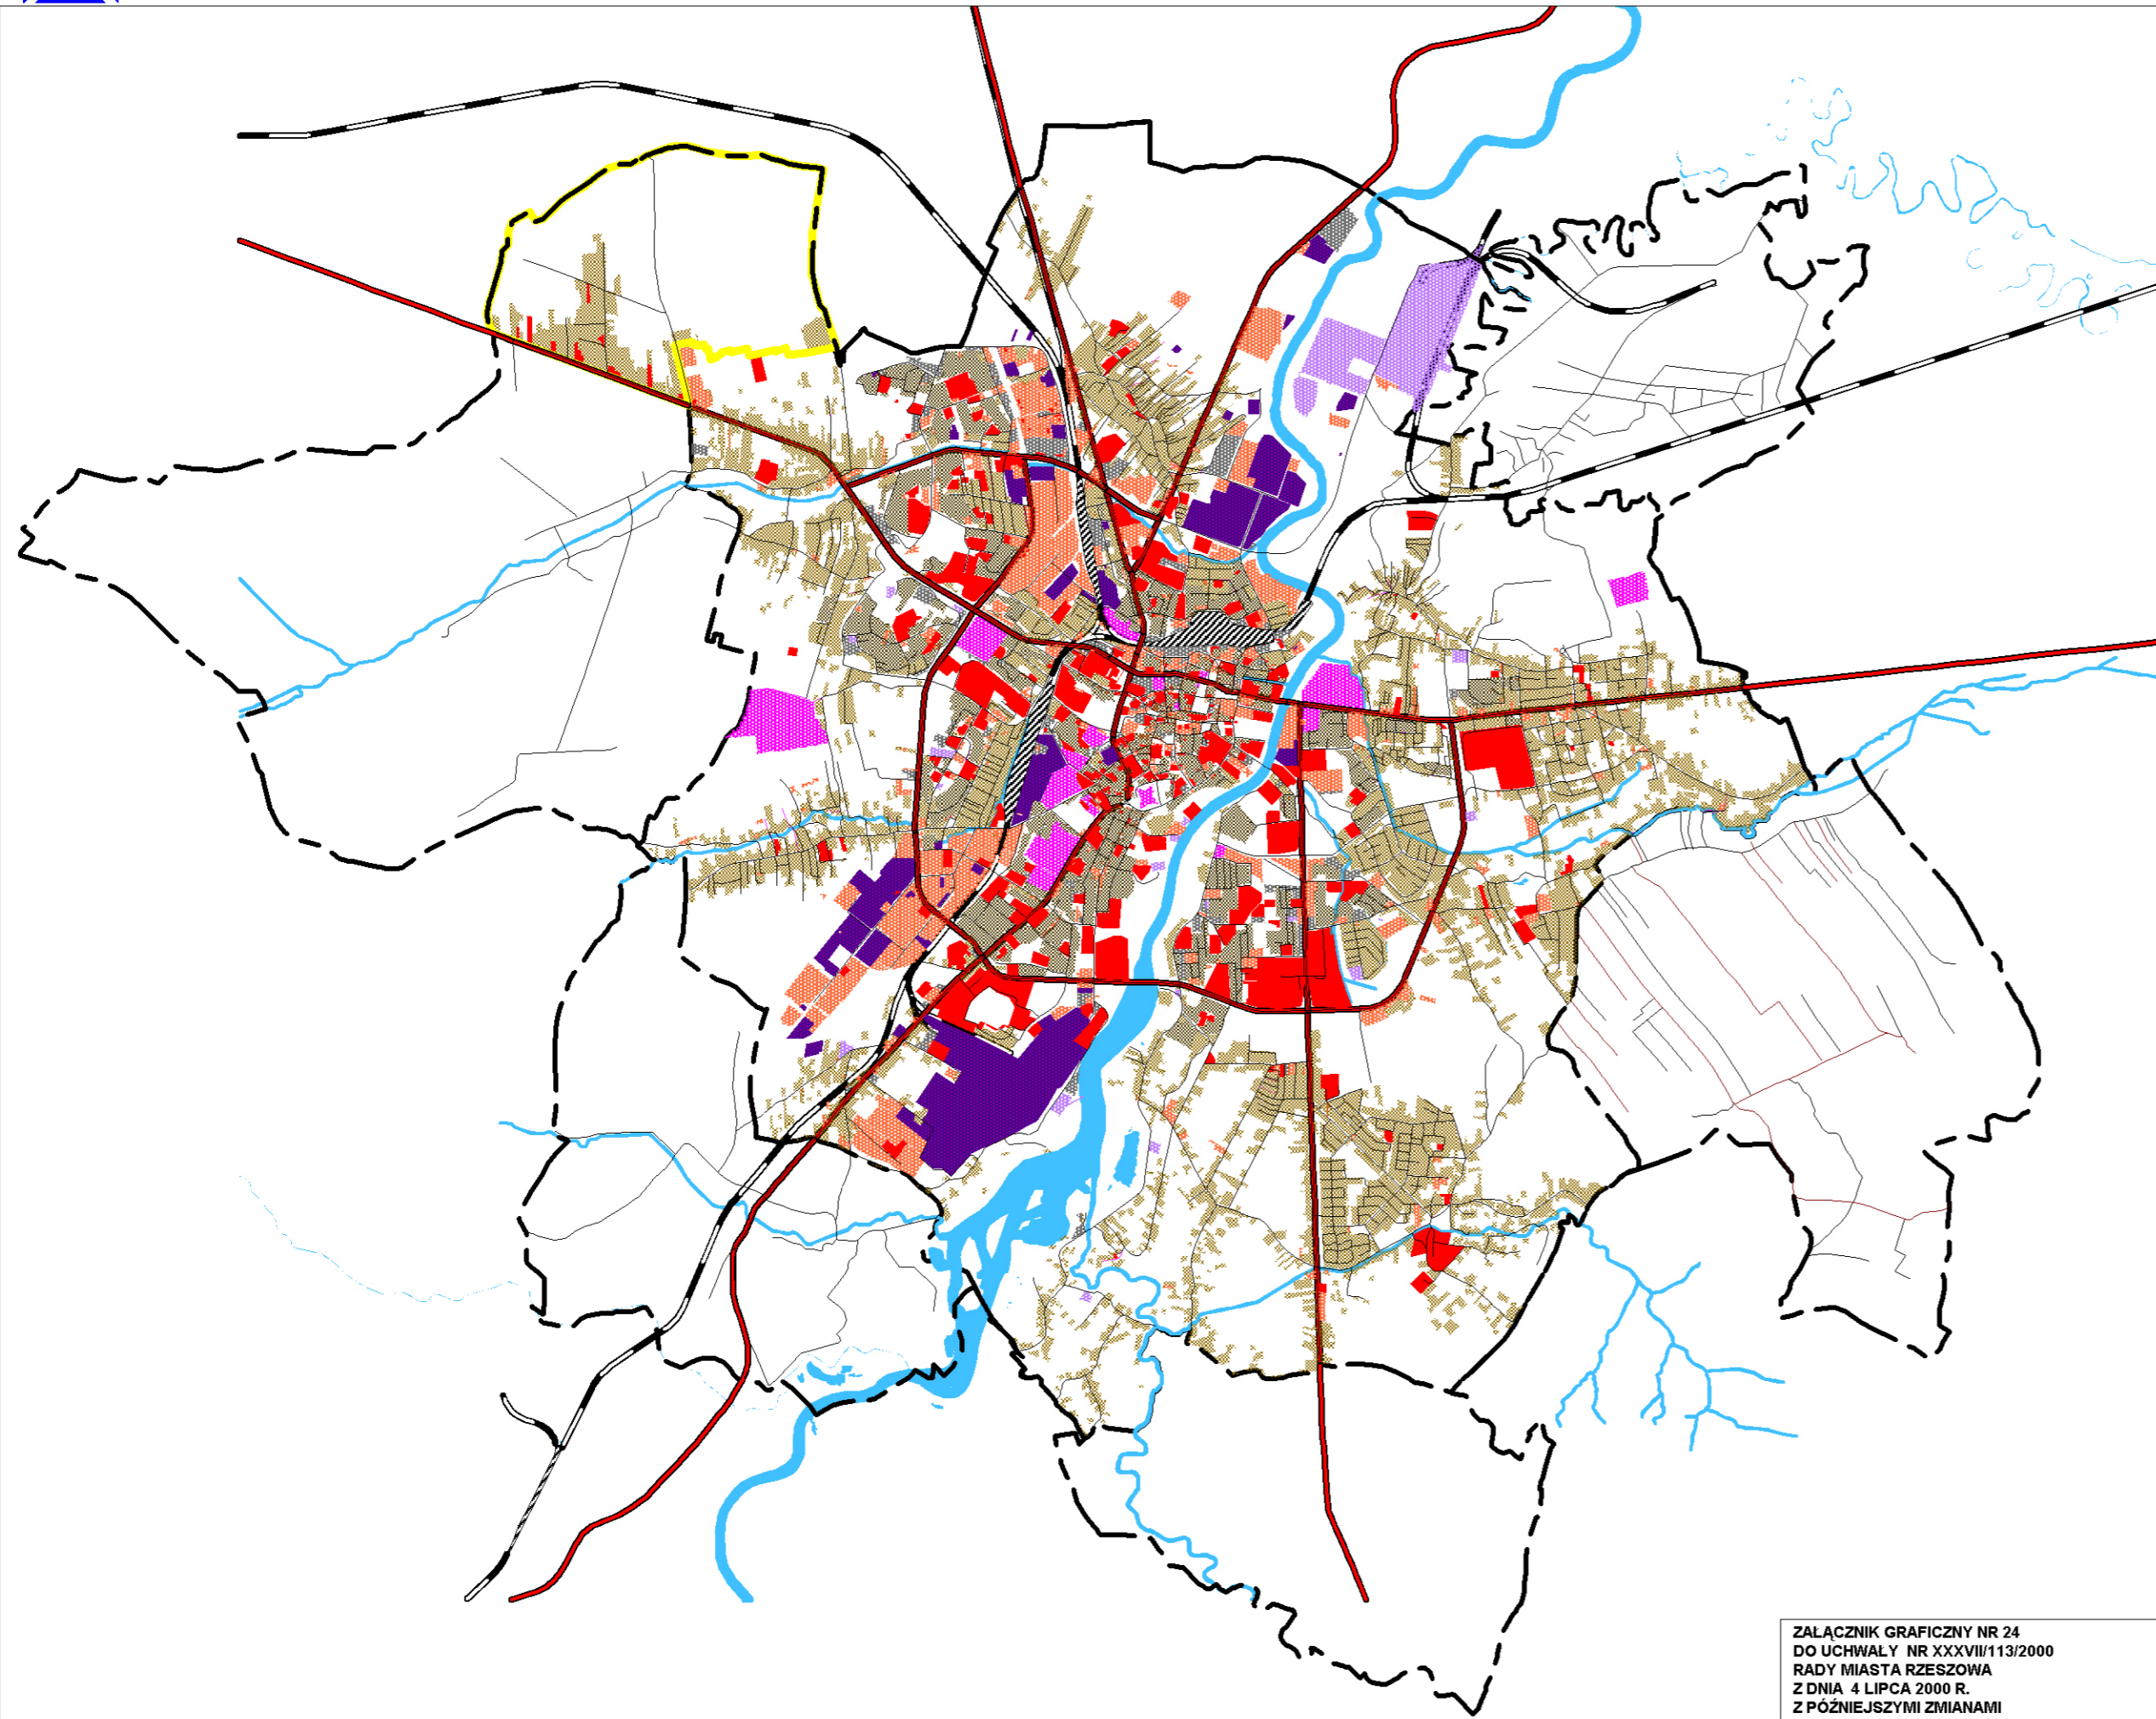 ZAŁĄCZNIK GRAFICZNY NR 24
DO UCHWAŁY NR XXXVII/113/2000
RADY MIASTA RZESZOWA
Z DNIA 4 LIPCA 2000 R.
Z PÓŹNIEJSZYMI ZMIANAMI